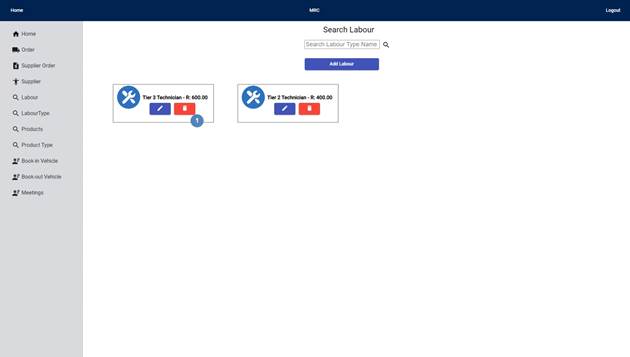 Home MRC Logout
Search Labour
Search Labour Type Name
Add Labour
Home
Order
Supplier Order
Supplier
Labour
LabourType
Products
Product Type
Book-in Vehicle
Book-out Vehicle
Meetings
Tier 3 Technician - R: 600.00
1
Tier 2 Technician - R: 400.00